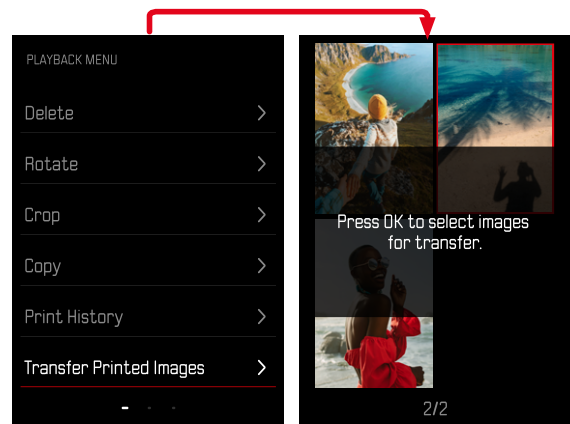 PLAYBACK MENU
Delete
Rotate
Crop
Copy
Print History
Transfer Printed Images
Press OK to select images
for transfer.
2/2